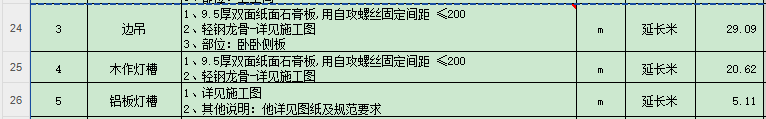 24 3 边吊 1、9.5厚双面纸面石膏板,用自攻螺丝固定间距 ≤200
2、轻钢龙骨-详见施工图
3、部位：卧卧侧板 m 延长米 29.09
25 4 木作灯槽 1、9.5厚双面纸面石膏板,用自攻螺丝固定间距 ≤200
2、轻钢龙骨-详见施工图 m 延长米 20.62
26 5 铝板灯槽 1、详见施工图
2、其他说明：他详见图纸及规范要求 m 延长米 5.11